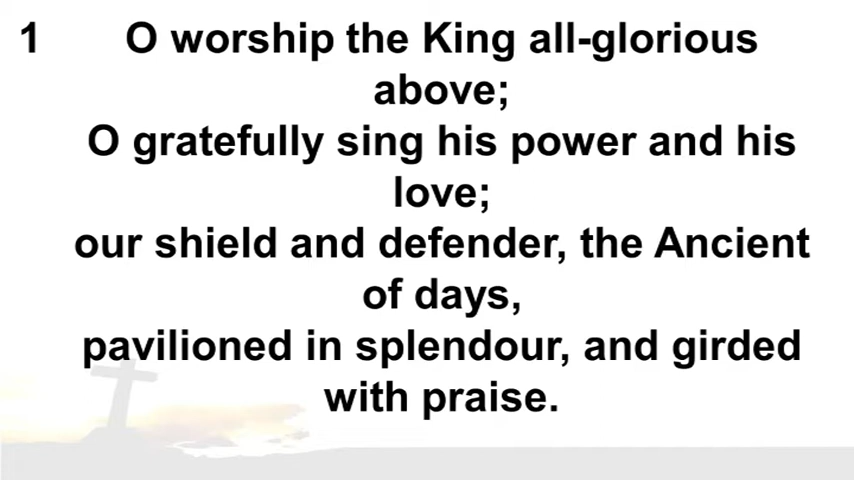 1 O worship the King all-glorious
above;
O gratefully sing his power and his
love;
our shield and defender, the Ancient
of days,
pavilioned in splendour, and girded
with praise.